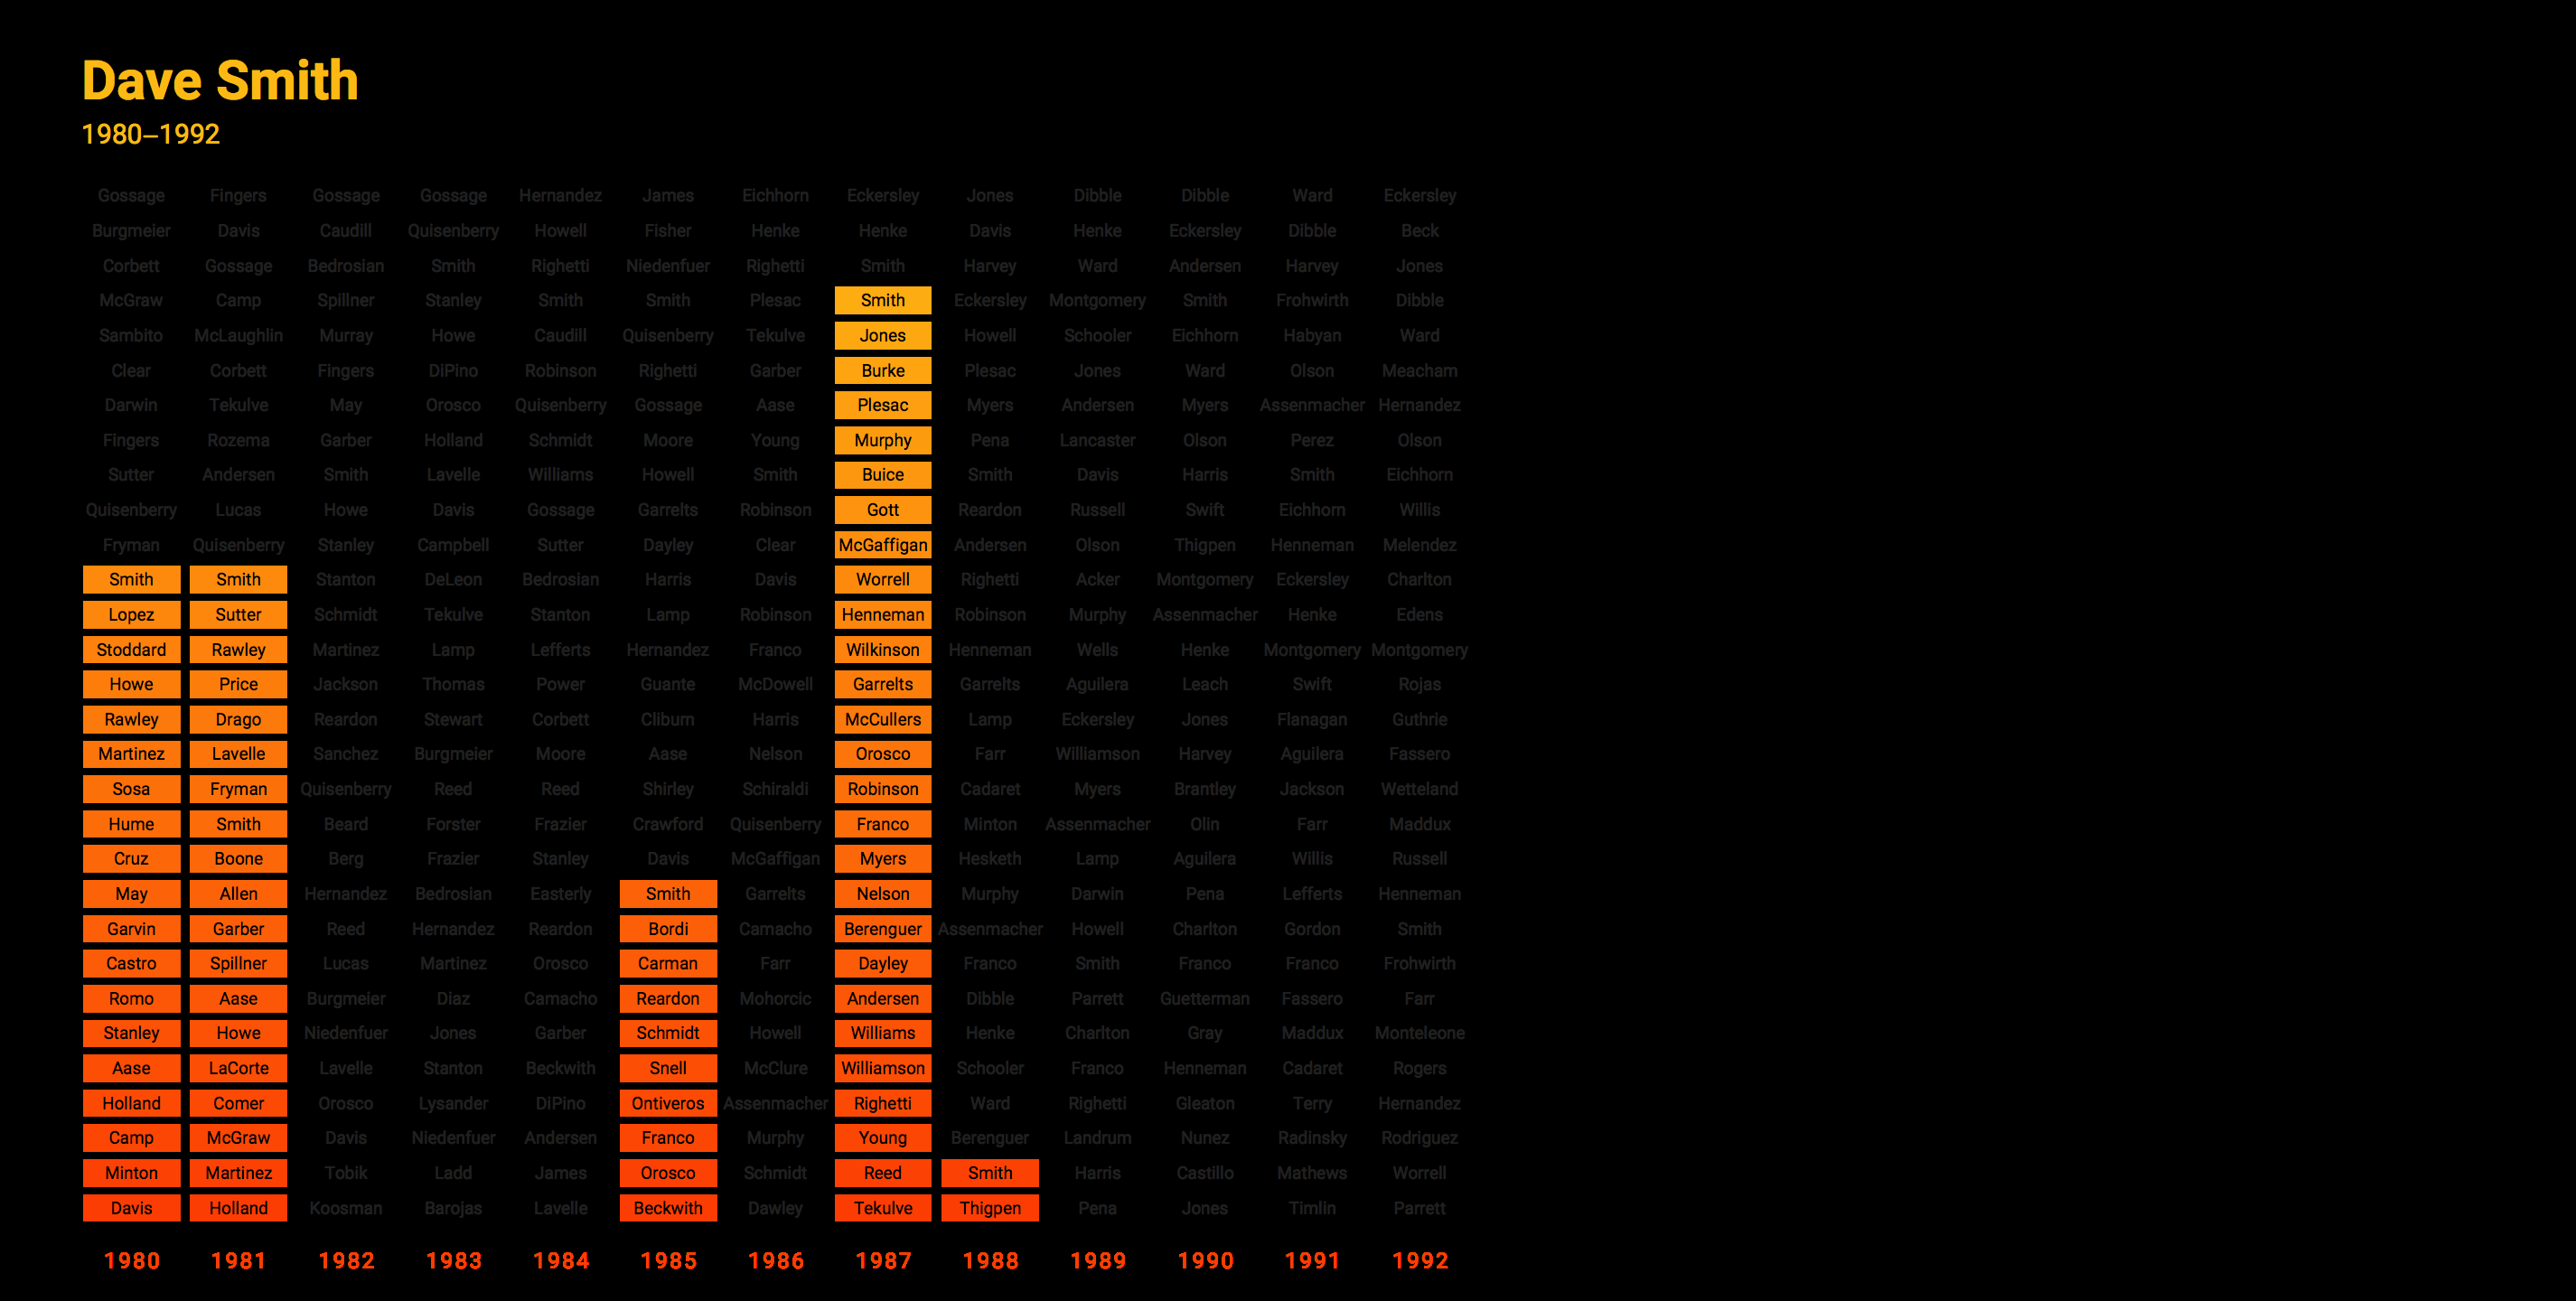 Dave Smith
1980–1992
Gossage Fingers Gossage Gossage Hernandez James Eichhorn Eckersley Jones Dibble Dibble Ward Eckersley
Burgmeier Davis Caudill Quisenberry Howell Fisher Henke Henke Davis Henke Eckersley Dibble Beck
Corbett Gossage Bedrosian Smith Righetti Niedenfuer Righetti Smith Harvey Ward Andersen Harvey Jones
McGraw Camp Spillner Stanley Smith Smith Plesac Smith Eckersley Montgomery Smith Frohwirth Dibble
Sambito McLaughlin Murray Howe Caudill Quisenberry Tekulve Jones Howell Schooler Eichhorn Habyan Ward
Clear Corbett Fingers DiPino Robinson Righetti Garber Burke Plesac Jones Ward Olson Meacham
Darwin Tekulve May Orosco Quisenberry Gossage Aase Plesac Myers Andersen Myers Assenmacher Hernandez
Fingers Rozema Garber Holland Schmidt Moore Young Murphy Pena Lancaster Olson Perez Olson
Sutter Andersen Smith Lavelle Williams Howell Smith Buice Smith Davis Harris Smith Eichhorn
Quisenberry Lucas Howe Davis Gossage Garrelts Robinson Gott Reardon Russell Swift Eichhorn Willis
Fryman Quisenberry Stanley Campbell Sutter Dayley Clear McGaffigan Andersen Olson Thigpen Henneman Melendez
Smith Smith Stanton DeLeon Bedrosian Harris Davis Worrell Righetti Acker Montgomery Eckersley Charlton
Lopez Sutter Schmidt Tekulve Stanton Lamp Robinson Henneman Robinson Murphy Assenmacher Henke Edens
Stoddard Rawley Martinez Lamp Lefferts Hernandez Franco Wilkinson Henneman Wells Henke Montgomery Montgomery
Howe Price Jackson Thomas Power Guante McDowell Garrelts Garrelts Aguilera Leach Swift Rojas
Rawley Drago Reardon Stewart Corbett Cliburn Harris McCullers Lamp Eckersley Jones Flanagan Guthrie
Martinez Lavelle Sanchez Burgmeier Moore Aase Nelson Orosco Farr Williamson Harvey Aguilera Fassero
Sosa Fryman Quisenberry Reed Reed Shirley Schiraldi Robinson Cadaret Myers Brantley Jackson Wetteland
Hume Smith Beard Forster Frazier Crawford Quisenberry Franco Minton Assenmacher Olin Farr Maddux
Cruz Boone Berg Frazier Stanley Davis McGaffigan Myers Hesketh Lamp Aguilera Willis Russell
May Allen Hernandez Bedrosian Easterly Smith Garrelts Nelson Murphy Darwin Pena Lefferts Henneman
Garvin Garber Reed Hernandez Reardon Bordi Camacho Berenguer Assenmacher Howell Charlton Gordon Smith
Castro Spillner Lucas Martinez Orosco Carman Farr Dayley Franco Smith Franco Franco Frohwirth
Romo Aase Burgmeier Diaz Camacho Reardon Mohorcic Andersen Dibble Parrett Guetterman Fassero Farr
Stanley Howe Niedenfuer Jones Garber Schmidt Howell Williams Henke Charlton Gray Maddux Monteleone
Aase LaCorte Lavelle Stanton Beckwith Snell McClure Williamson Schooler Franco Henneman Cadaret Rogers
Holland Comer Orosco Lysander DiPino Ontiveros Assenmacher Righetti Ward Righetti Gleaton Terry Hernandez
Camp McGraw Davis Niedenfuer Andersen Franco Murphy Young Berenguer Landrum Nunez Radinsky Rodriguez
Minton Martinez Tobik Ladd James Orosco Schmidt Reed Smith Harris Castillo Mathews Worrell
Davis Holland Koosman Barojas Lavelle Beckwith Dawley Tekulve Thigpen Pena Jones Timlin Parrett
1980 1981 1982 1983 1984 1985 1986 1987 1988 1989 1990 1991 1992